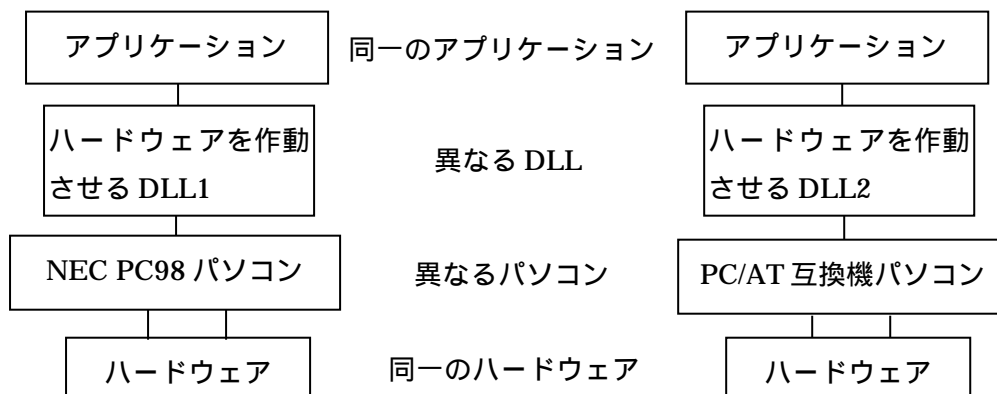 アプリケーション 同一のアプリケーション アプリケーション
ハードウェアを作動
させる DLL1
異なる DLL
ハードウェアを作動
させる DLL2
NEC PC98 パソコン 異なるパソコン PC/AT 互換機パソコン
ハードウェア 同一のハードウェア ハードウェア